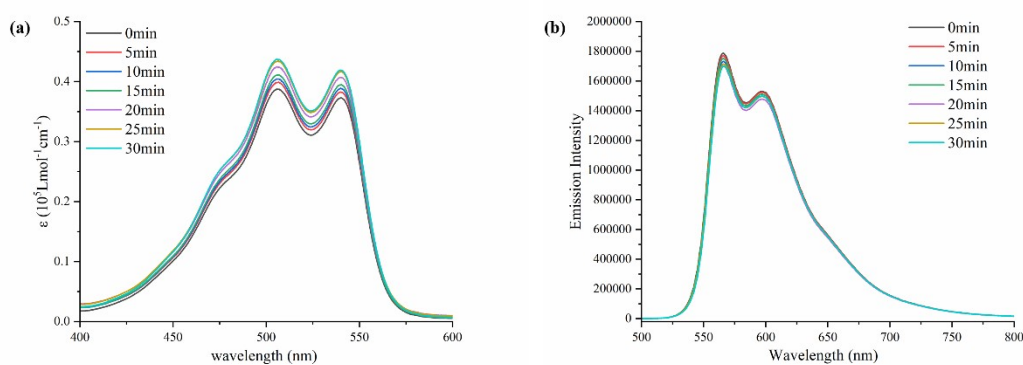 (a)
0min
5min
10min
15min
20min
25min
30min
0.5
0.4
0.3
0.2
0.1
0.0
ε (10⁵Lmol⁻¹cm⁻¹)
400
450
500
550
600
wavelength (nm)
(b)
0min
5min
10min
15min
20min
25min
30min
2000000
1800000
1600000
1400000
1200000
1000000
800000
600000
400000
200000
0
Emission Intensity
500
550
600
650
700
750
800
Wavelength (nm)